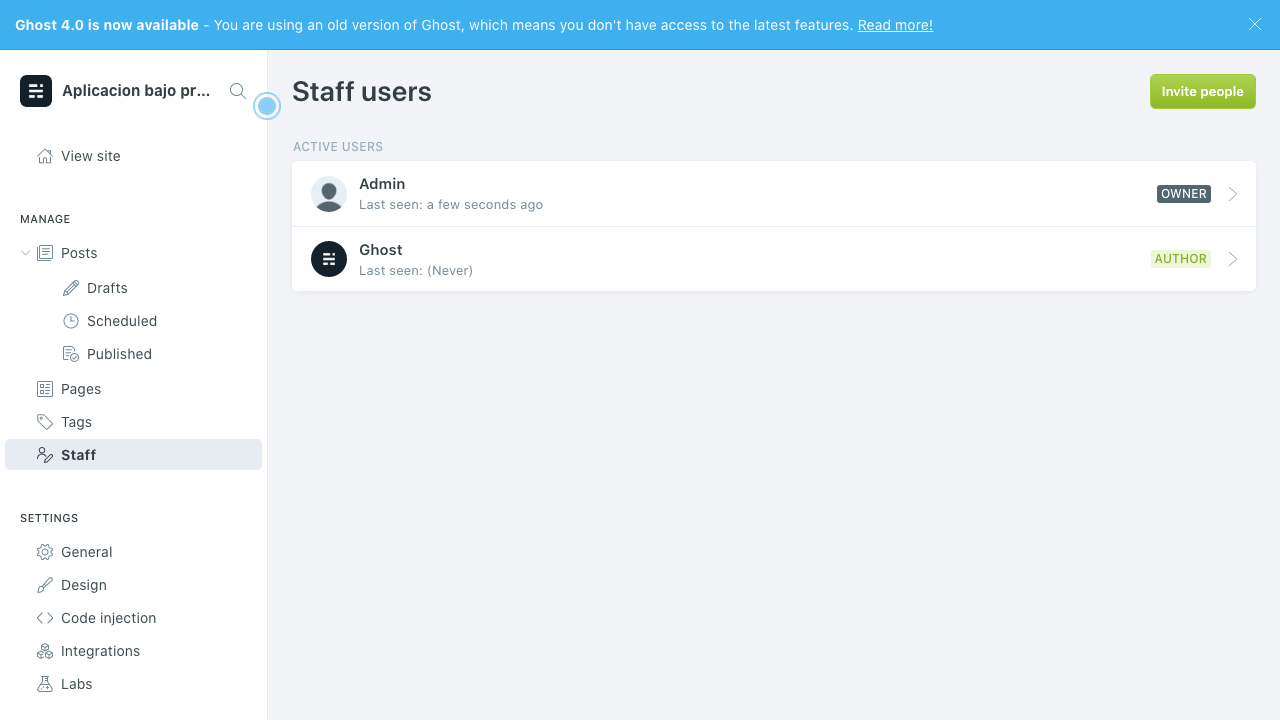 Ghost 4.0 is now available - You are using an old version of Ghost, which means you don't have access to the latest features. Read more!
Aplicacion bajo pr...
View site
MANAGE
Posts
Drafts
Scheduled
Published
Pages
Tags
Staff
SETTINGS
General
Design
Code injection
Integrations
Labs
Staff users
Invite people
ACTIVE USERS
Admin
Last seen: a few seconds ago
OWNER
Ghost
Last seen: (Never)
AUTHOR